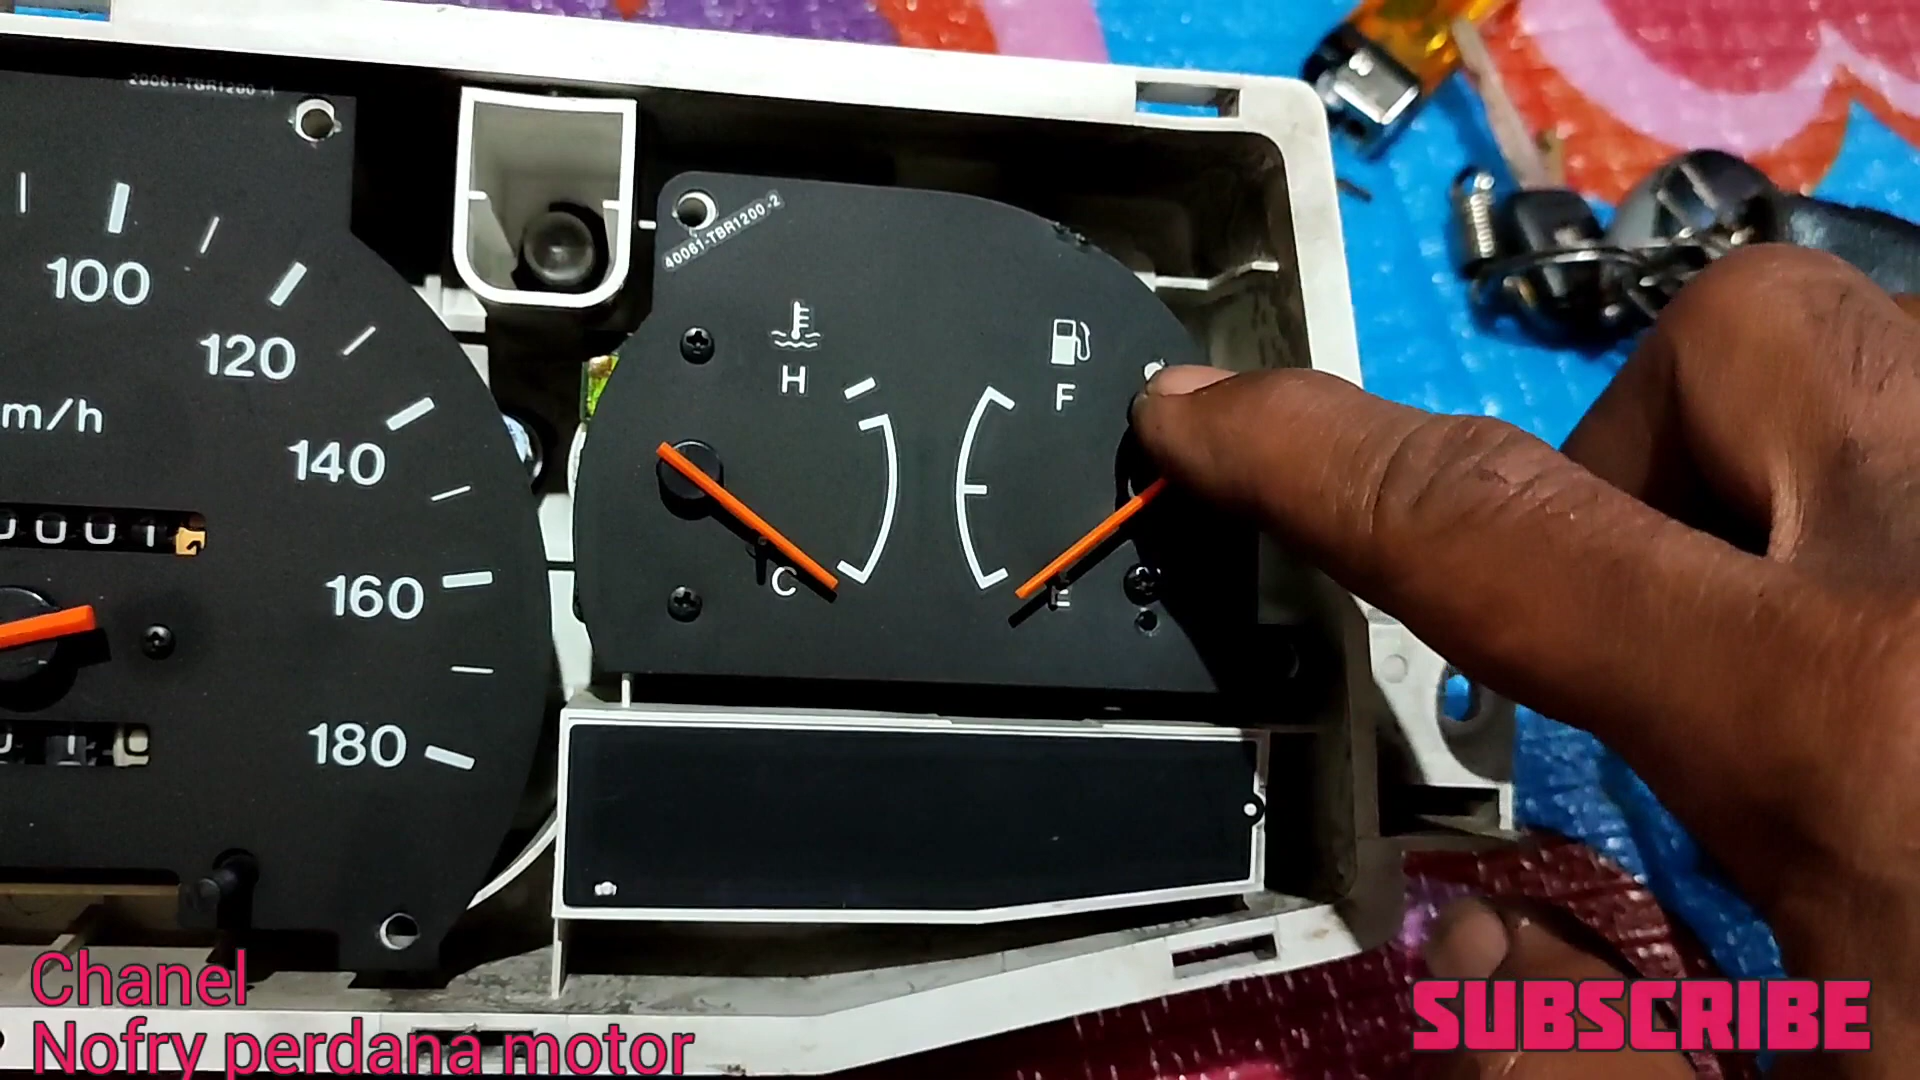 20061-TBR1200 -1
40061-TBR1200 -2
100
120
m/h
140
160
180
H
C
F
E
Chanel
Nofry perdana motor
SUBSCRIBE